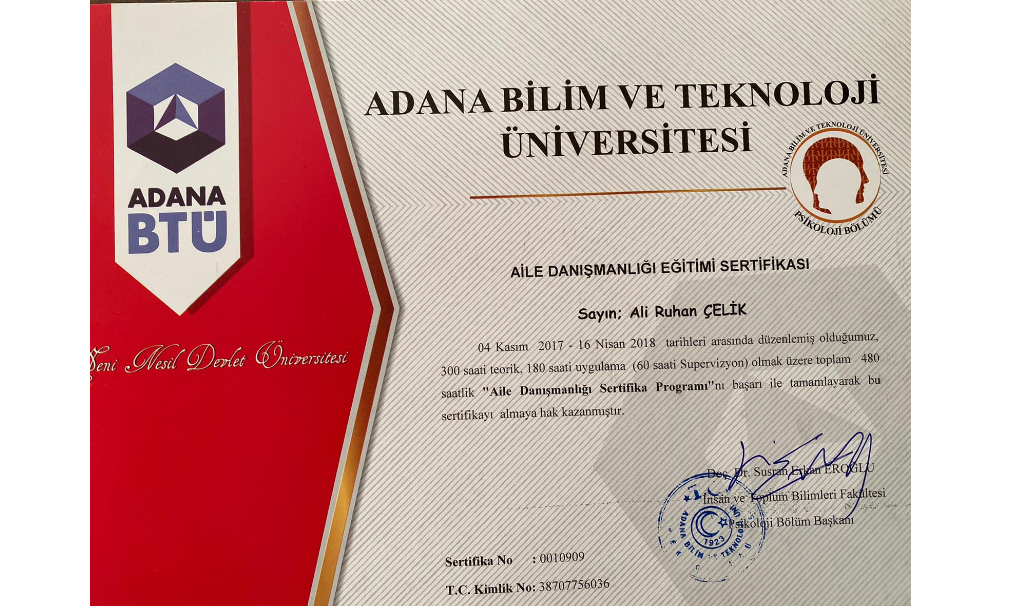 ADANA
BTÜ
Yeni Nesil Devlet Üniversitesi
ADANA BİLİM VE TEKNOLOJİ
ÜNİVERSİTESİ
ADANA BİLİM VE TEKNOLOJİ ÜNİVERSİTESİ
PSİKOLOJİ BÖLÜMÜ
AİLE DANIŞMANLIĞI EĞİTİMİ SERTİFİKASI
Sayın; Ali Ruhan ÇELİK
04 Kasım 2017 - 16 Nisan 2018 tarihleri arasında düzenlemiş olduğumuz,
300 saati teorik, 180 saati uygulama (60 saati Supervizyon) olmak üzere toplam 480
saatlik "Aile Danışmanlığı Sertifika Programı"nı başarı ile tamamlayarak bu
sertifikayı almaya hak kazanmıştır.
Doç. Dr. Susran Erkan EROĞLU
İnsan ve Toplum Bilimleri Fakültesi
Psikoloji Bölüm Başkanı
T.C.
ADANA BİLİM VE TEKNOLOJİ
1923
Sertifika No : 0010909
T.C. Kimlik No: 38707756036